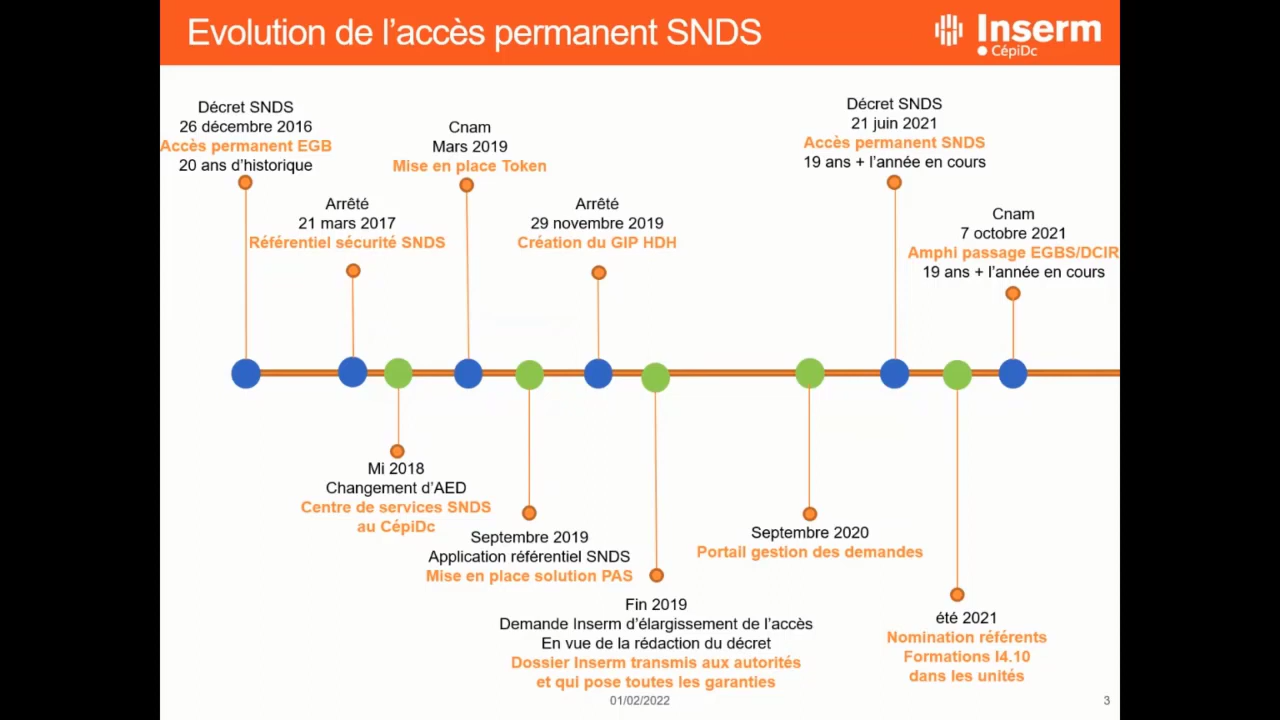 Evolution de l'accès permanent SNDS
Inserm
CépiDc
Décret SNDS
26 décembre 2016
Accès permanent EGB
20 ans d'historique
Arrêté
21 mars 2017
Référentiel sécurité SNDS
Cnam
Mars 2019
Mise en place Token
Arrêté
29 novembre 2019
Création du GIP HDH
Décret SNDS
21 juin 2021
Accès permanent SNDS
19 ans + l'année en cours
Cnam
7 octobre 2021
Amphi passage EGBS/DCIR
19 ans + l'année en cours
Mi 2018
Changement d'AED
Centre de services SNDS
au CépiDc
Septembre 2019
Application référentiel SNDS
Mise en place solution PAS
Fin 2019
Demande Inserm d'élargissement de l'accès
En vue de la rédaction du décret
Dossier Inserm transmis aux autorités
et qui pose toutes les garanties
Septembre 2020
Portail gestion des demandes
été 2021
Nomination référents
Formations I4.10
dans les unités
01/02/2022
3